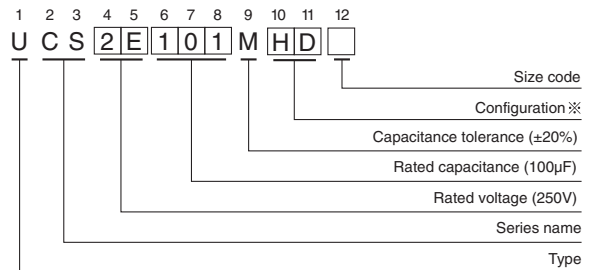 1 2 3 4 5 6 7 8 9 10 11 12
U C S 2 E 1 0 1 M H D
Size code
Configuration※
Capacitance tolerance (±20%)
Rated capacitance (100µF)
Rated voltage (250V)
Series name
Type